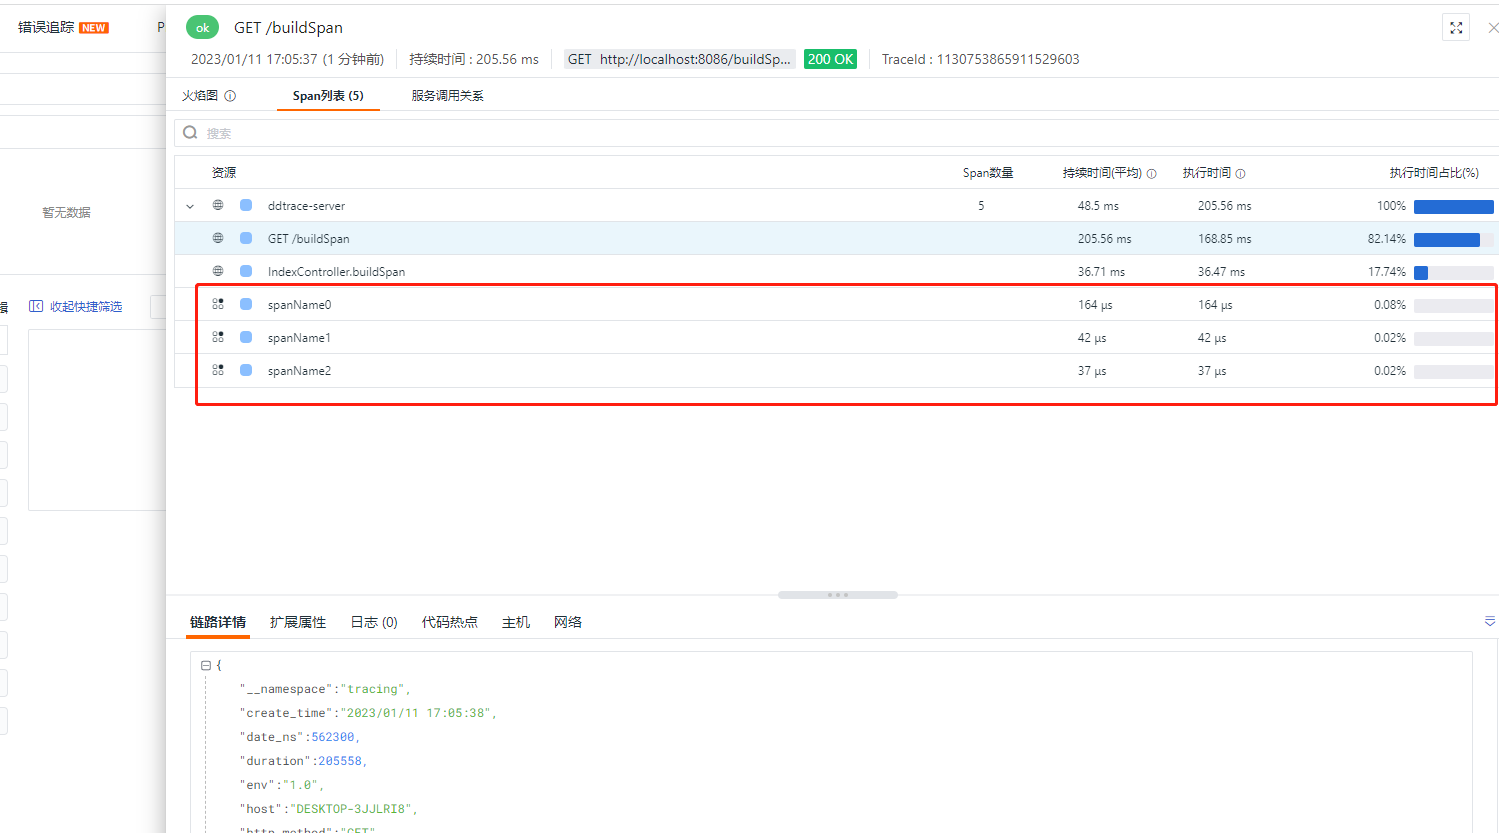 错误追踪 NEW
P
ok GET /buildSpan
2023/01/11 17:05:37 (1 分钟前) 持续时间 : 205.56 ms GET http://localhost:8086/buildSp... 200 OK TraceId : 1130753865911529603
火焰图 Span列表 (5) 服务调用关系
搜索
资源 Span数量 持续时间(平均) 执行时间 执行时间占比(%)
ddtrace-server 5 48.5 ms 205.56 ms 100%
暂无数据
GET /buildSpan 205.56 ms 168.85 ms 82.14%
IndexController.buildSpan 36.71 ms 36.47 ms 17.74%
收起快捷筛选
spanName0 164 μs 164 μs 0.08%
spanName1 42 μs 42 μs 0.02%
spanName2 37 μs 37 μs 0.02%
链路详情 扩展属性 日志 (0) 代码热点 主机 网络
{
"__namespace":"tracing",
"create_time":"2023/01/11 17:05:38",
"date_ns":562300,
"duration":205558,
"env":"1.0",
"host":"DESKTOP-3JJLRI8",
"http_method":"GET"